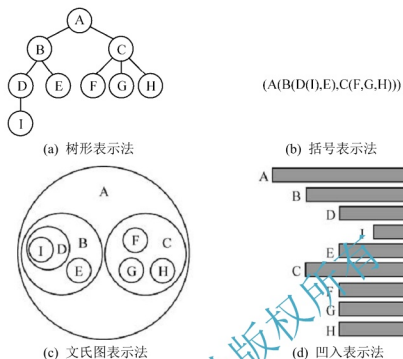 A
B
C
D
E
F
G
H
I
(a) 树形表示法
(A(B(D(I),E),C(F,G,H)))
(b) 括号表示法
A
B
C
I
D
E
F
G
H
(c) 文氏图表示法
A
B
D
I
E
C
F
G
H
(d) 凹入表示法
版权所有